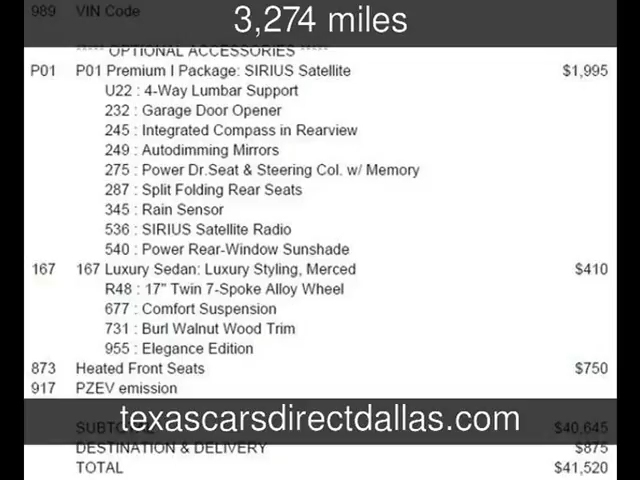 3,274 miles
989 VIN Code
***** OPTIONAL ACCESSORIES *****
P01 P01 Premium I Package: SIRIUS Satellite $1,995
U22 : 4-Way Lumbar Support
232 : Garage Door Opener
245 : Integrated Compass in Rearview
249 : Autodimming Mirrors
275 : Power Dr.Seat & Steering Col. w/ Memory
287 : Split Folding Rear Seats
345 : Rain Sensor
536 : SIRIUS Satellite Radio
540 : Power Rear-Window Sunshade
167 167 Luxury Sedan: Luxury Styling, Merced $410
R48 : 17" Twin 7-Spoke Alloy Wheel
677 : Comfort Suspension
731 : Burl Walnut Wood Trim
955 : Elegance Edition
873 Heated Front Seats $750
917 PZEV emission
texascarsdirectdallas.com
SUBTOTAL $40,645
DESTINATION & DELIVERY $875
TOTAL $41,520